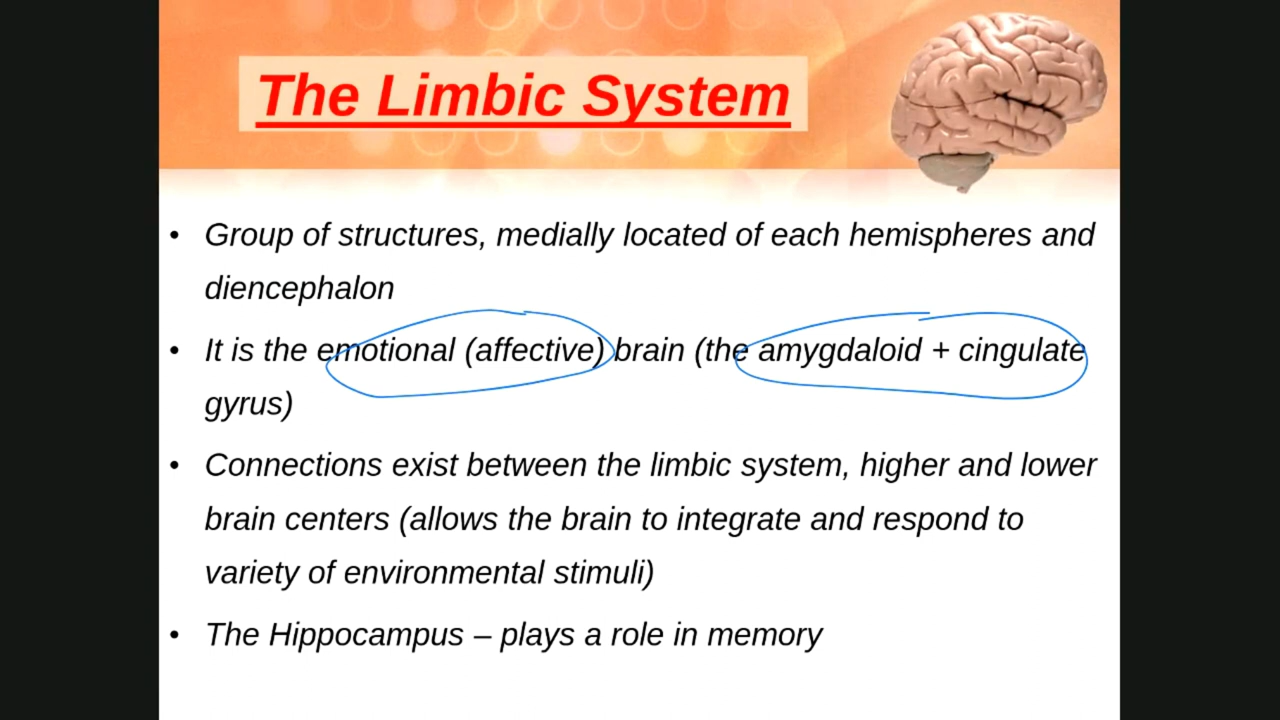 The Limbic System
• Group of structures, medially located of each hemispheres and
diencephalon
• It is the emotional (affective) brain (the amygdaloid + cingulate
gyrus)
• Connections exist between the limbic system, higher and lower
brain centers (allows the brain to integrate and respond to
variety of environmental stimuli)
• The Hippocampus – plays a role in memory